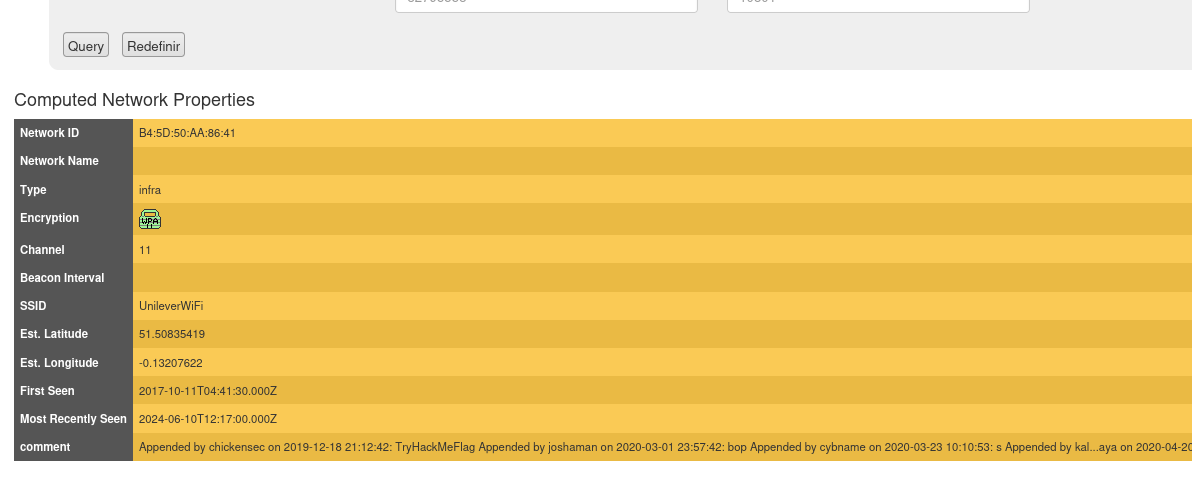 Query Redefinir
Computed Network Properties
Network ID B4:5D:50:AA:86:41
Network Name
Type infra
Encryption WPA
Channel 11
Beacon Interval
SSID UnileverWiFi
Est. Latitude 51.50835419
Est. Longitude -0.13207622
First Seen 2017-10-11T04:41:30.000Z
Most Recently Seen 2024-06-10T12:17:00.000Z
comment Appended by chickensec on 2019-12-18 21:12:42: TryHackMeFlag Appended by joshaman on 2020-03-01 23:57:42: bop Appended by cybname on 2020-03-23 10:10:53: s Appended by kal...aya on 2020-04-20